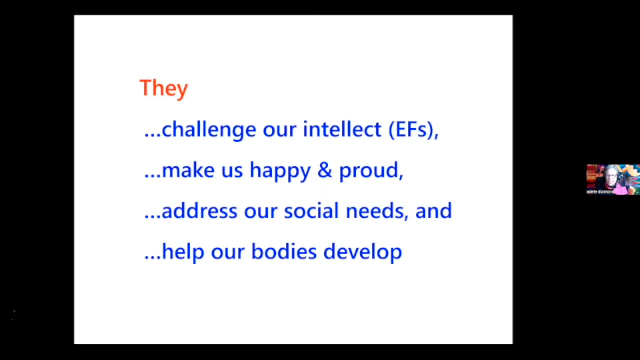 They
...challenge our intellect (EFs),
...make us happy & proud,
...address our social needs, and
...help our bodies develop